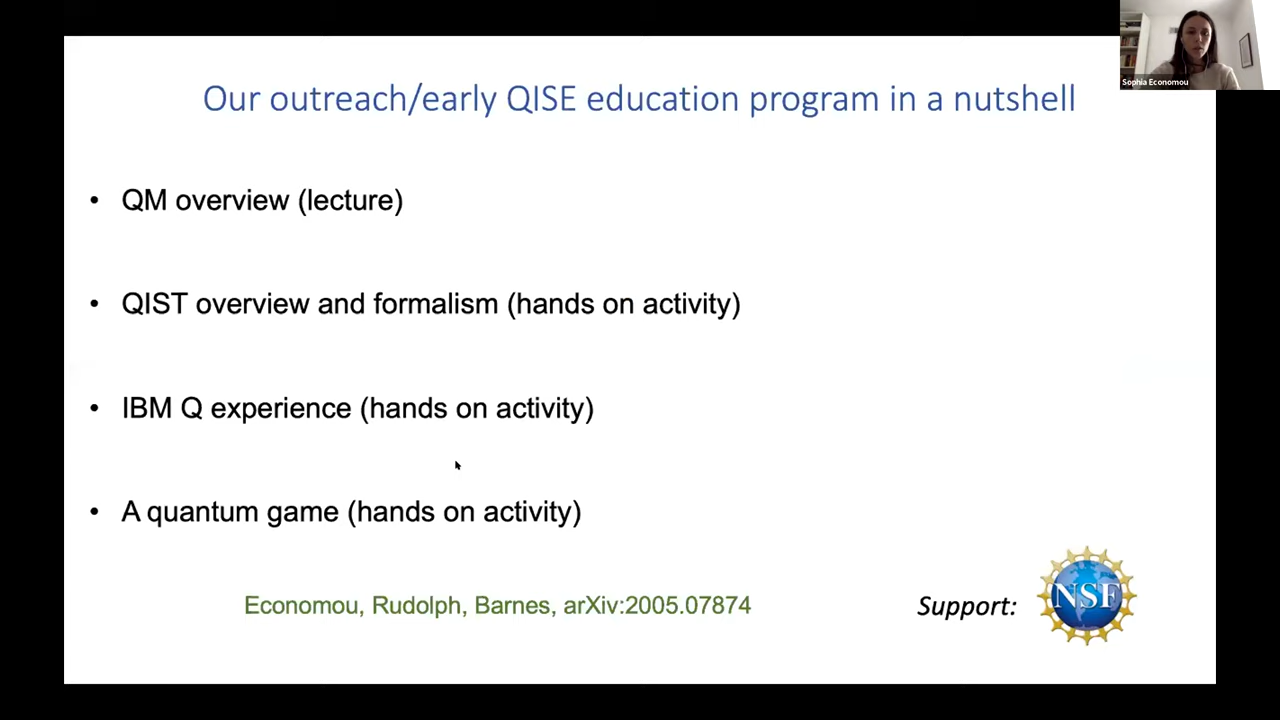 Our outreach/early QISE education program in a nutshell
Sophia Economou
• QM overview (lecture)
• QIST overview and formalism (hands on activity)
• IBM Q experience (hands on activity)
• A quantum game (hands on activity)
Economou, Rudolph, Barnes, arXiv:2005.07874
Support:
NSF